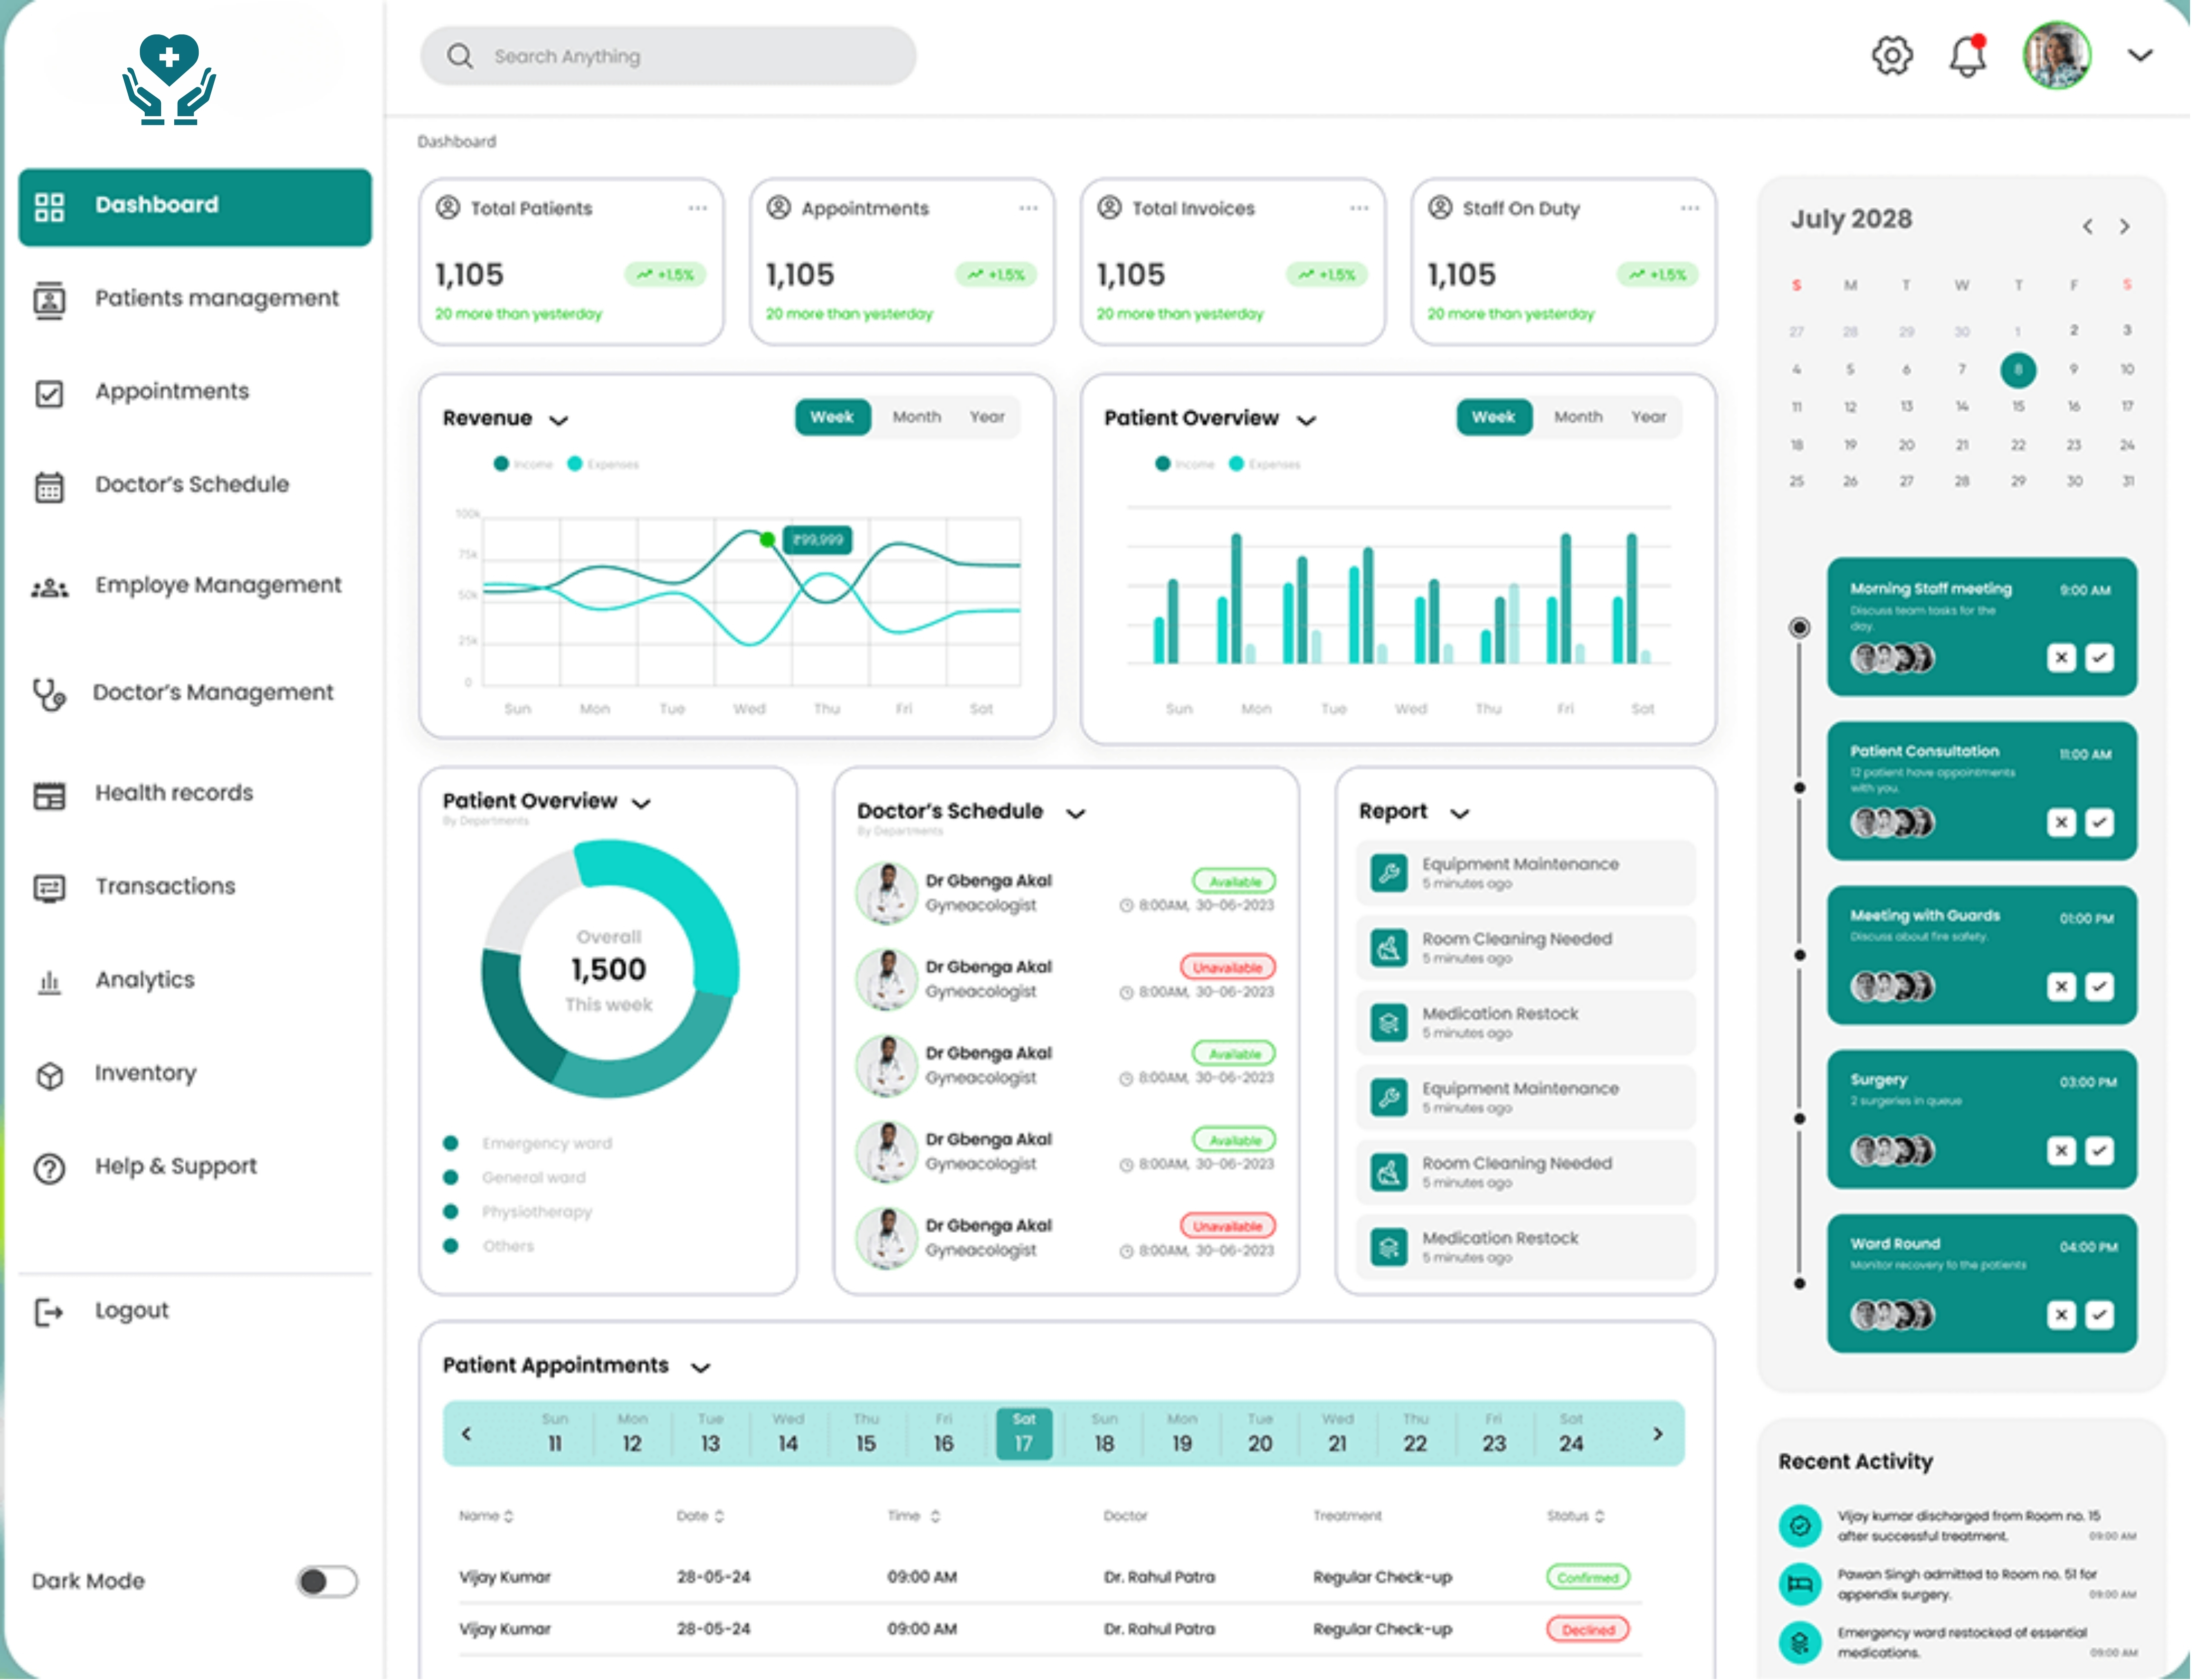 Search Anything
Dashboard
Patients management
Appointments
Doctor's Schedule
Employe Management
Doctor's Management
Health records
Transactions
Analytics
Inventory
Help & Support
Logout
Dark Mode
Dashboard
Total Patients ...
1,105 +1.5%
20 more than yesterday
Appointments ...
1,105 +1.5%
20 more than yesterday
Total Invoices ...
1,105 +1.5%
20 more than yesterday
Staff On Duty ...
1,105 +1.5%
20 more than yesterday
Revenue Week Month Year
Income Expenses
100k
75k
50k
25k
0
₹99,999
Sun Mon Tue Wed Thu Fri Sat
Patient Overview Week Month Year
Income Expenses
Sun Mon Tue Wed Thu Fri Sat
Patient Overview
By Departments
Overall
1,500
This week
Emergency ward
General ward
Physiotherapy
Others
Doctor's Schedule
By Departments
Dr Gbenga Akal Available
Gyneacologist 8:00AM, 30-06-2023
Dr Gbenga Akal Unavailable
Gyneacologist 8:00AM, 30-06-2023
Dr Gbenga Akal Available
Gyneacologist 8:00AM, 30-06-2023
Dr Gbenga Akal Available
Gyneacologist 8:00AM, 30-06-2023
Dr Gbenga Akal Unavailable
Gyneacologist 8:00AM, 30-06-2023
Report
Equipment Maintenance
5 minutes ago
Room Cleaning Needed
5 minutes ago
Medication Restock
5 minutes ago
Equipment Maintenance
5 minutes ago
Room Cleaning Needed
5 minutes ago
Medication Restock
5 minutes ago
Patient Appointments
Sun Mon Tue Wed Thu Fri Sat Sun Mon Tue Wed Thu Fri Sat
11 12 13 14 15 16 17 18 19 20 21 22 23 24
Name Date Time Doctor Treatment Status
Vijay Kumar 28-05-24 09:00 AM Dr. Rahul Patra Regular Check-up Confirmed
Vijay Kumar 28-05-24 09:00 AM Dr. Rahul Patra Regular Check-up Declined
July 2028
S M T W T F S
27 28 29 30 1 2 3
4 5 6 7 8 9 10
11 12 13 14 15 16 17
18 19 20 21 22 23 24
25 26 27 28 29 30 31
Morning Staff meeting 9:00 AM
Discuss team tasks for the
day.
Patient Consultation 11:00 AM
12 patient have appointments
with you.
Meeting with Guards 01:00 PM
Discuss about fire safety.
Surgery 03:00 PM
2 surgeries in queue
Ward Round 04:00 PM
Monitor recovery fo the patients
Recent Activity
Vijay kumar discharged from Room no. 15
after successful treatment. 09:00 AM
Pawan Singh admitted to Room no. 51 for
appendix surgery. 09:00 AM
Emergency ward restocked of essential
medications. 09:00 AM